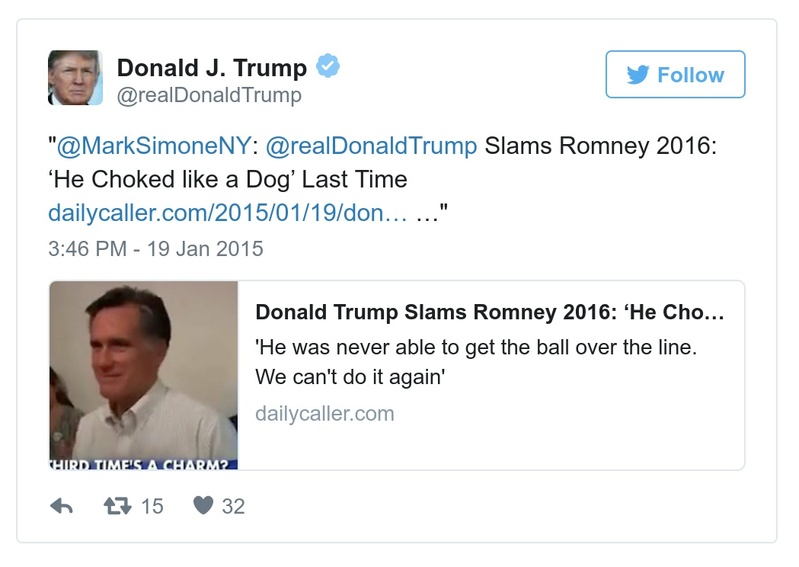 Donald J. Trump
@realDonaldTrump
Follow
"@MarkSimoneNY: @realDonaldTrump Slams Romney 2016:
‘He Choked like a Dog’ Last Time
dailycaller.com/2015/01/19/don… …"
3:46 PM - 19 Jan 2015
Donald Trump Slams Romney 2016: ‘He Cho…
'He was never able to get the ball over the line.
We can't do it again'
dailycaller.com
HIRD TIME'S A CHARM?
15
32